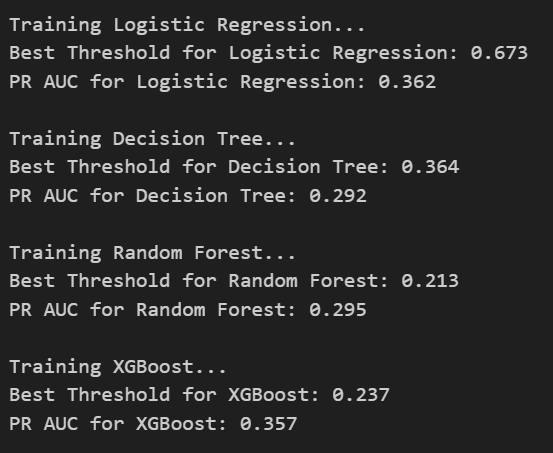 Training Logistic Regression...
Best Threshold for Logistic Regression: 0.673
PR AUC for Logistic Regression: 0.362
Training Decision Tree...
Best Threshold for Decision Tree: 0.364
PR AUC for Decision Tree: 0.292
Training Random Forest...
Best Threshold for Random Forest: 0.213
PR AUC for Random Forest: 0.295
Training XGBoost...
Best Threshold for XGBoost: 0.237
PR AUC for XGBoost: 0.357